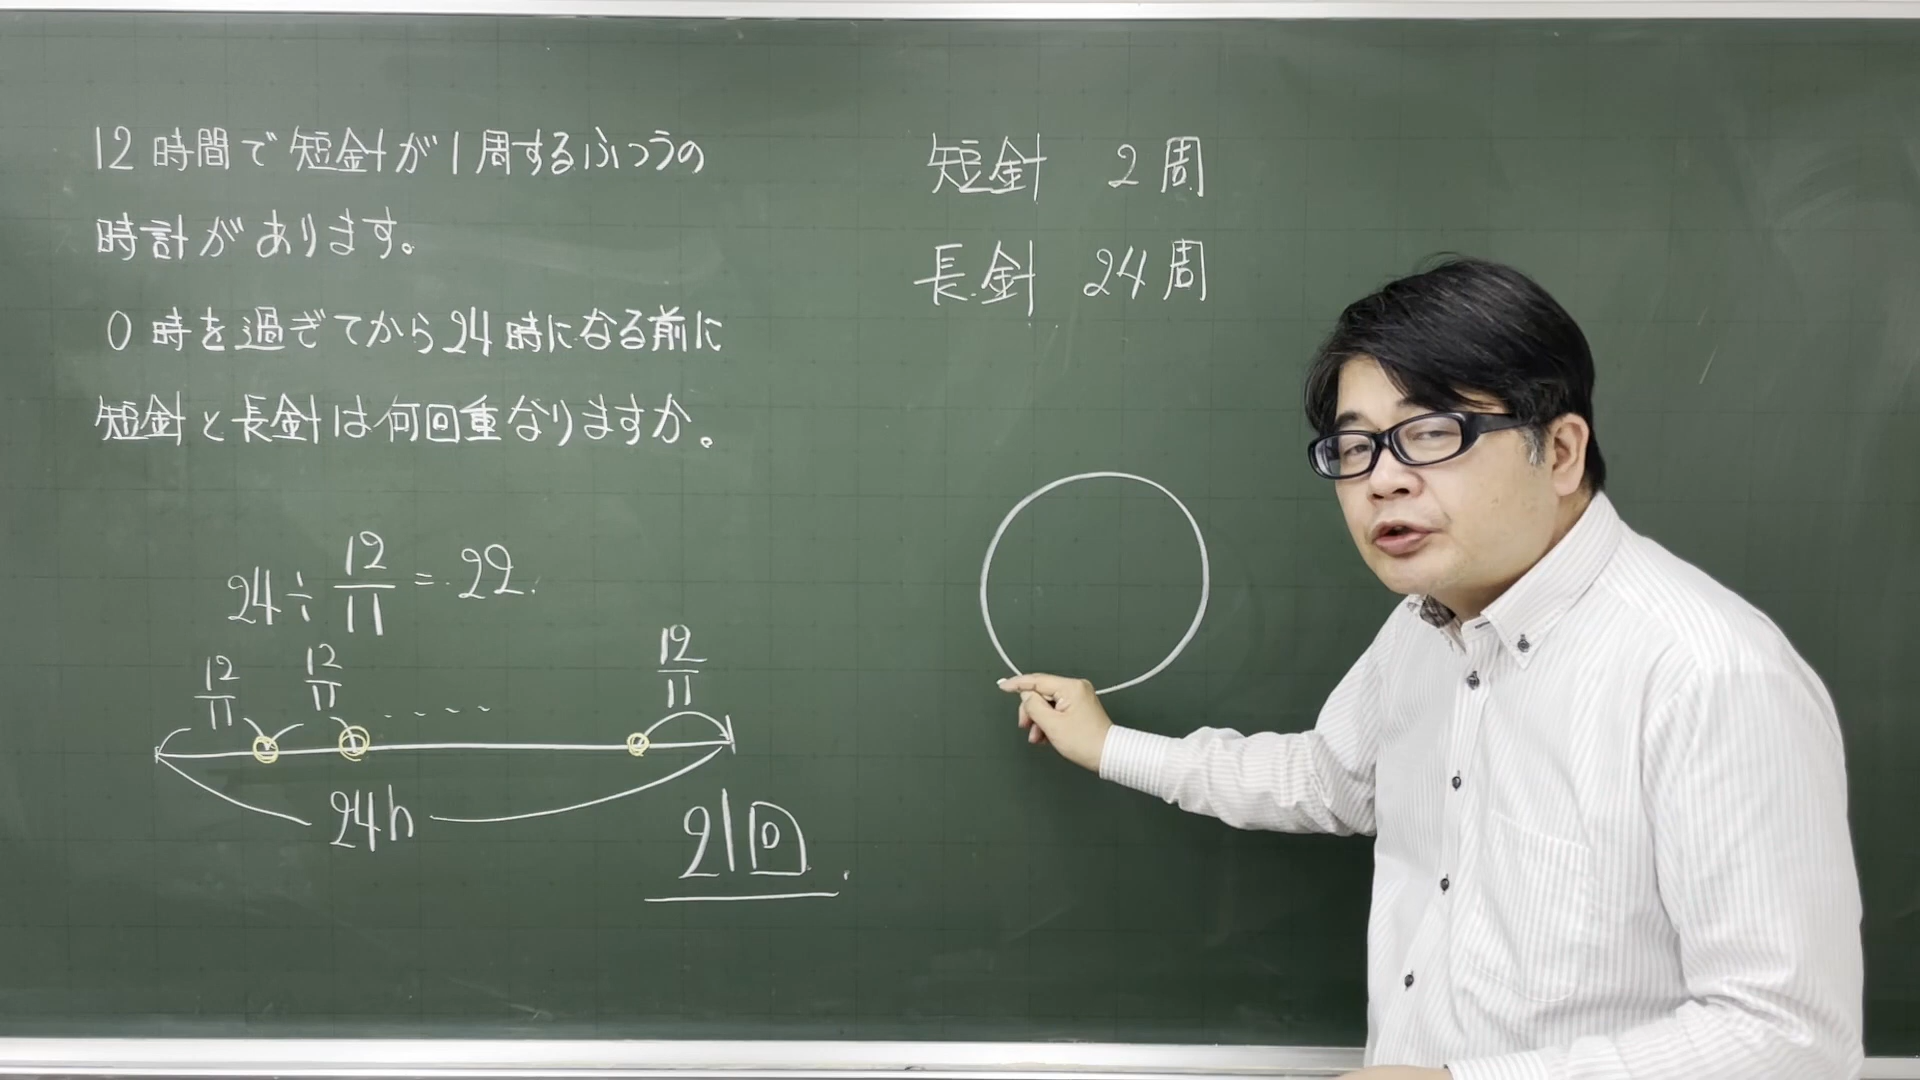 12時間で短針が1周するふつうの
時計があります。
0時を過ぎてから24時になる前に
短針と長針は何回重なりますか。
24÷12/11=22.
12/11 12/11 ‥‥ 12/11
24h
21回.
短針 2周
長針 24周